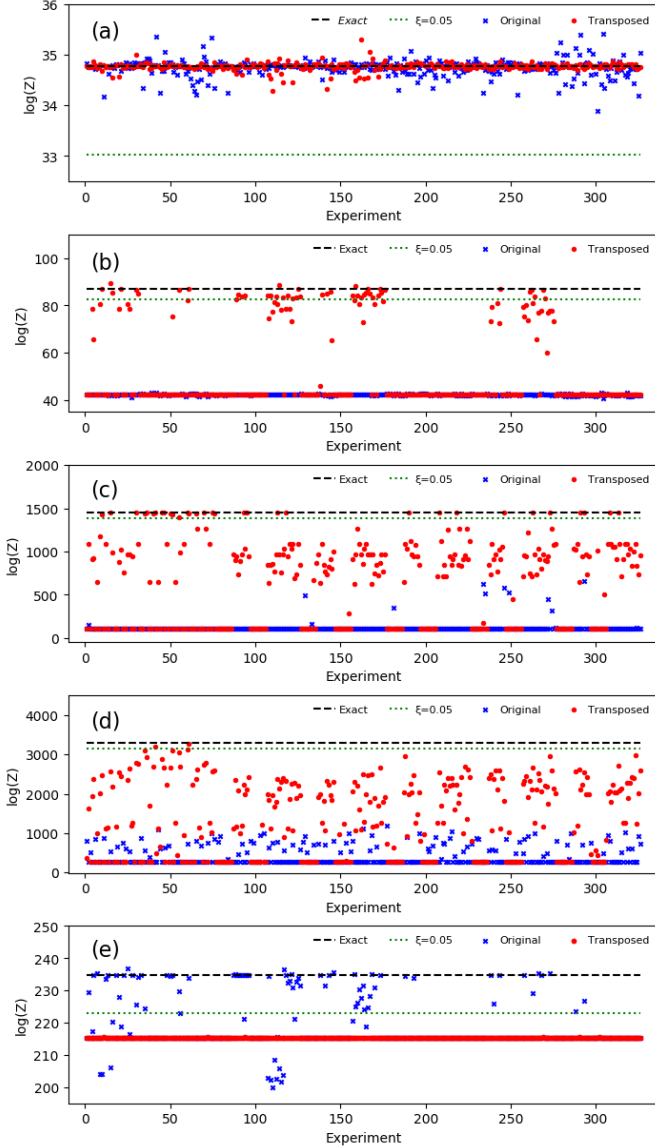 36
35
34
33
log(Z)
(a)
Exact ξ=0.05 Original Transposed
0 50 100 150 200 250 300
Experiment
100
80
60
40
log(Z)
(b)
Exact ξ=0.05 Original Transposed
0 50 100 150 200 250 300
Experiment
2000
1500
1000
500
0
log(Z)
(c)
Exact ξ=0.05 Original Transposed
0 50 100 150 200 250 300
Experiment
4000
3000
2000
1000
0
log(Z)
(d)
Exact ξ=0.05 Original Transposed
0 50 100 150 200 250 300
Experiment
250
240
230
220
210
200
log(Z)
(e)
Exact ξ=0.05 Original Transposed
0 50 100 150 200 250 300
Experiment